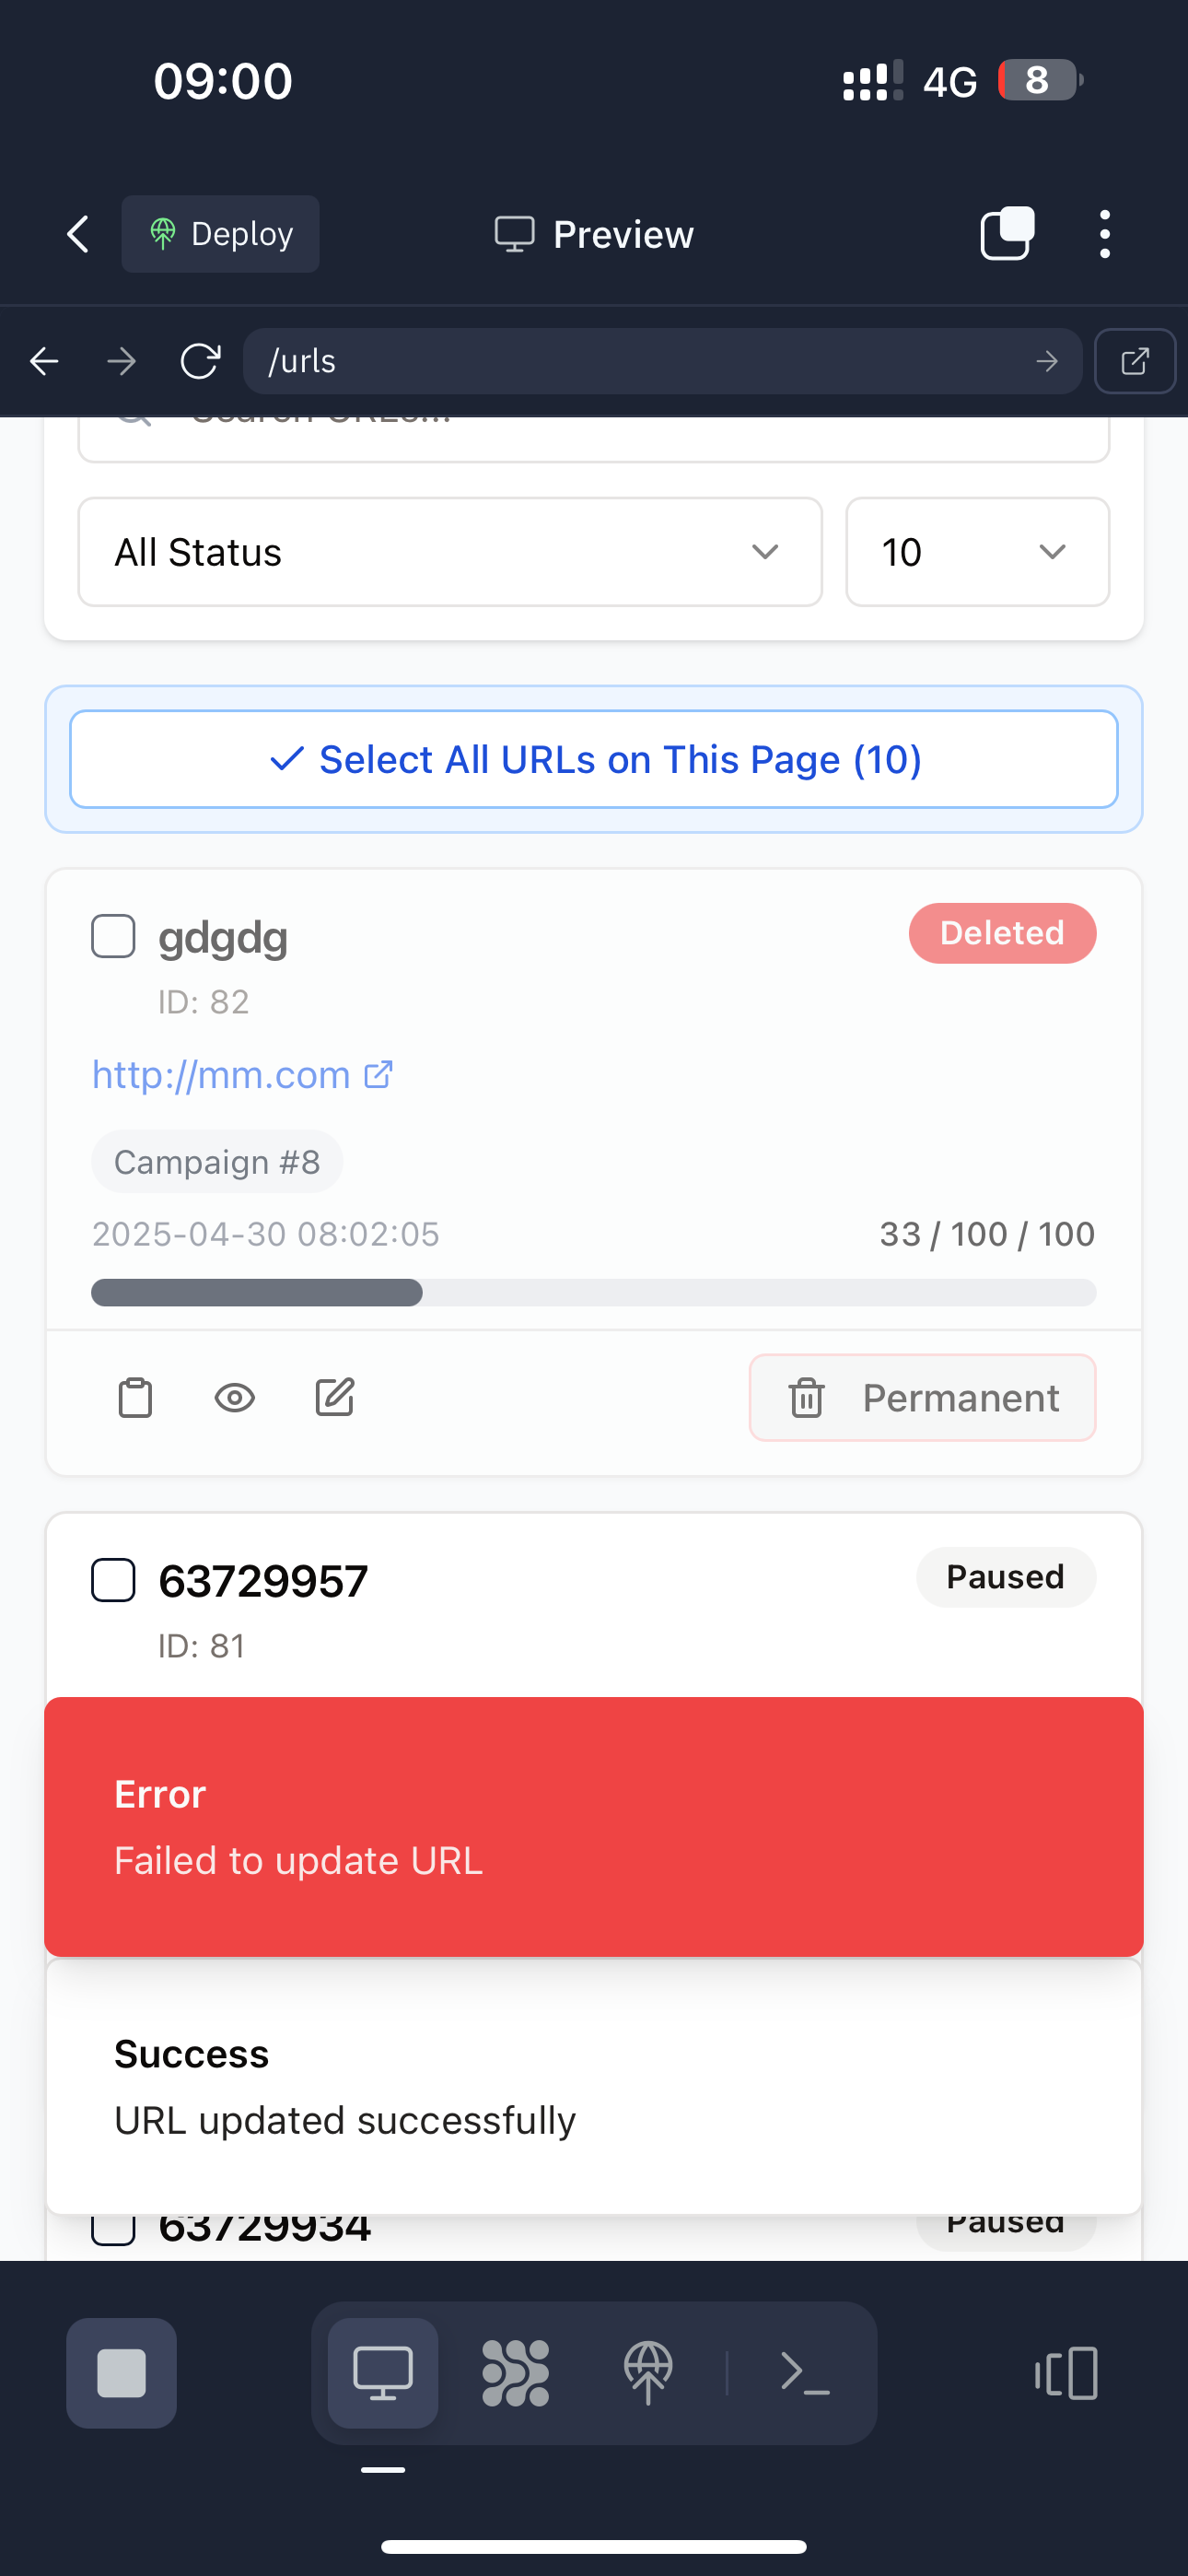 09:00
4G 8
Deploy
Preview
/urls
Search URLs...
All Status
10
Select All URLs on This Page (10)
gdgdg
Deleted
ID: 82
http://mm.com
Campaign #8
2025-04-30 08:02:05
33 / 100 / 100
Permanent
63729957
Paused
ID: 81
Error
Failed to update URL
Success
URL updated successfully
63729934
Paused